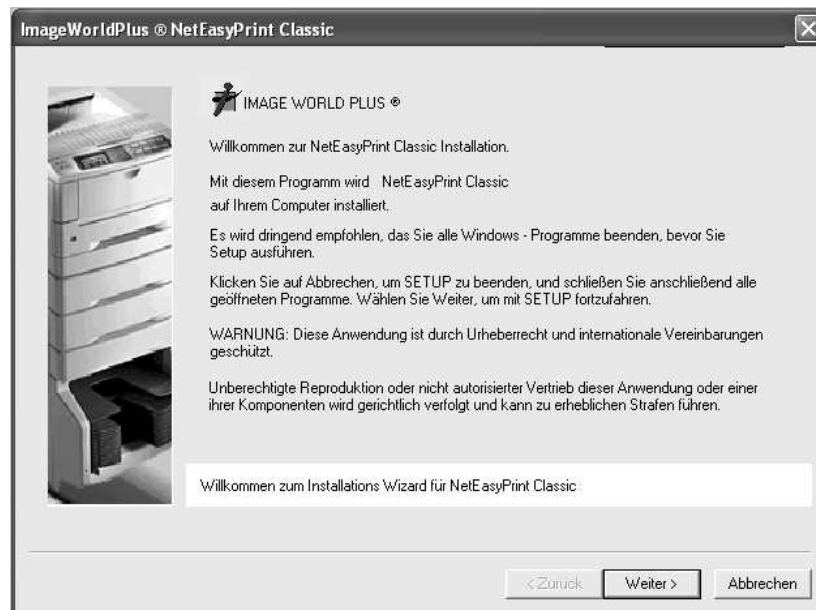 ImageWorldPlus ® NetEasyPrint Classic
IMAGE WORLD PLUS ®
Willkommen zur NetEasyPrint Classic Installation.
Mit diesem Programm wird NetEasyPrint Classic
auf Ihrem Computer installiert.
Es wird dringend empfohlen, das Sie alle Windows - Programme beenden, bevor Sie
Setup ausführen.
Klicken Sie auf Abbrechen, um SETUP zu beenden, und schließen Sie anschließend alle
geöffneten Programme. Wählen Sie Weiter, um mit SETUP fortzufahren.
WARNUNG: Diese Anwendung ist durch Urheberrecht und internationale Vereinbarungen
geschützt.
Unberechtigte Reproduktion oder nicht autorisierter Vertrieb dieser Anwendung oder einer
ihrer Komponenten wird gerichtlich verfolgt und kann zu erheblichen Strafen führen.
Willkommen zum Installations Wizard für NetEasyPrint Classic
< Zurück Weiter > Abbrechen